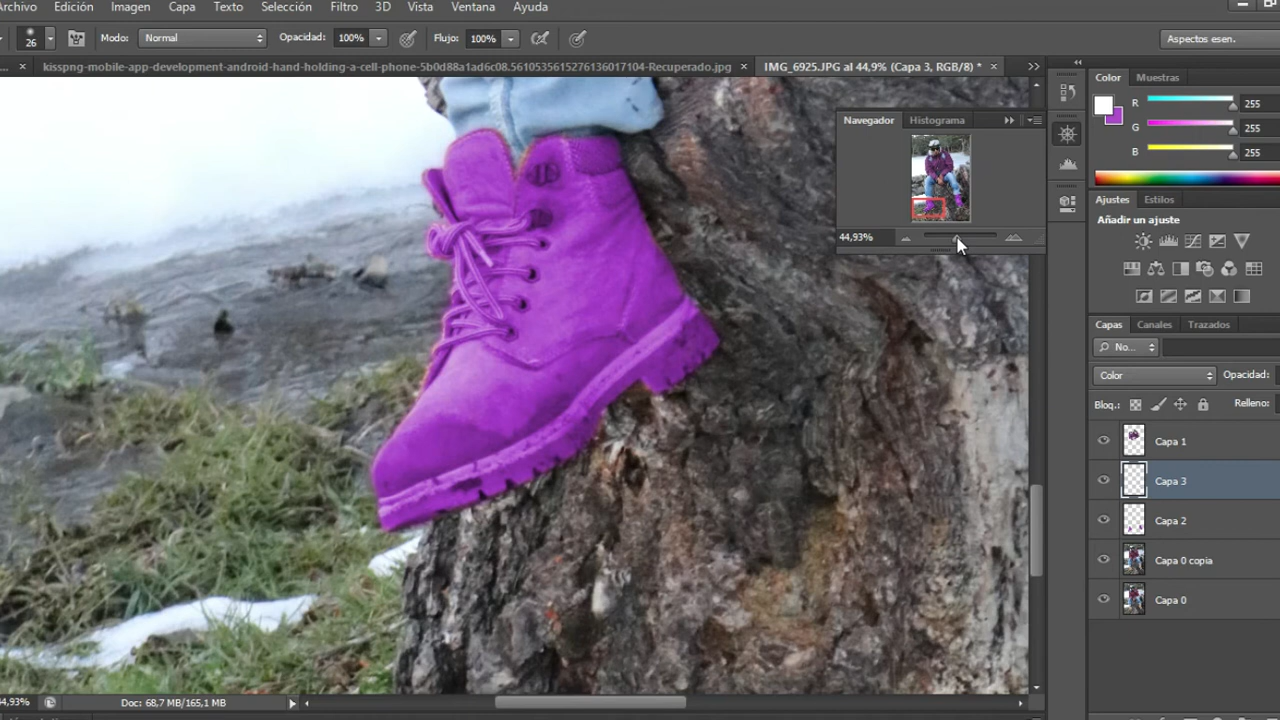 Archivo Edición Imagen Capa Texto Selección Filtro 3D Vista Ventana Ayuda
26 Modo: Normal Opacidad: 100% Flujo: 100% Aspectos esen.
... × kisspng-mobile-app-development-android-hand-holding-a-cell-phone-5b0d88a1ad6c08.5610535615276136017104-Recuperado.jpg × IMG_6925.JPG al 44,9% (Capa 3, RGB/8) * ×
Color Muestras
R 255
G 255
B 255
Navegador Histograma
44,93%
Ajustes Estilos
Añadir un ajuste
Capas Canales Trazados
No...
Color Opacidad:
Bloq.: Relleno:
Capa 1
Capa 3
Capa 2
Capa 0 copia
Capa 0
44,93% Doc: 68,7 MB/165,1 MB